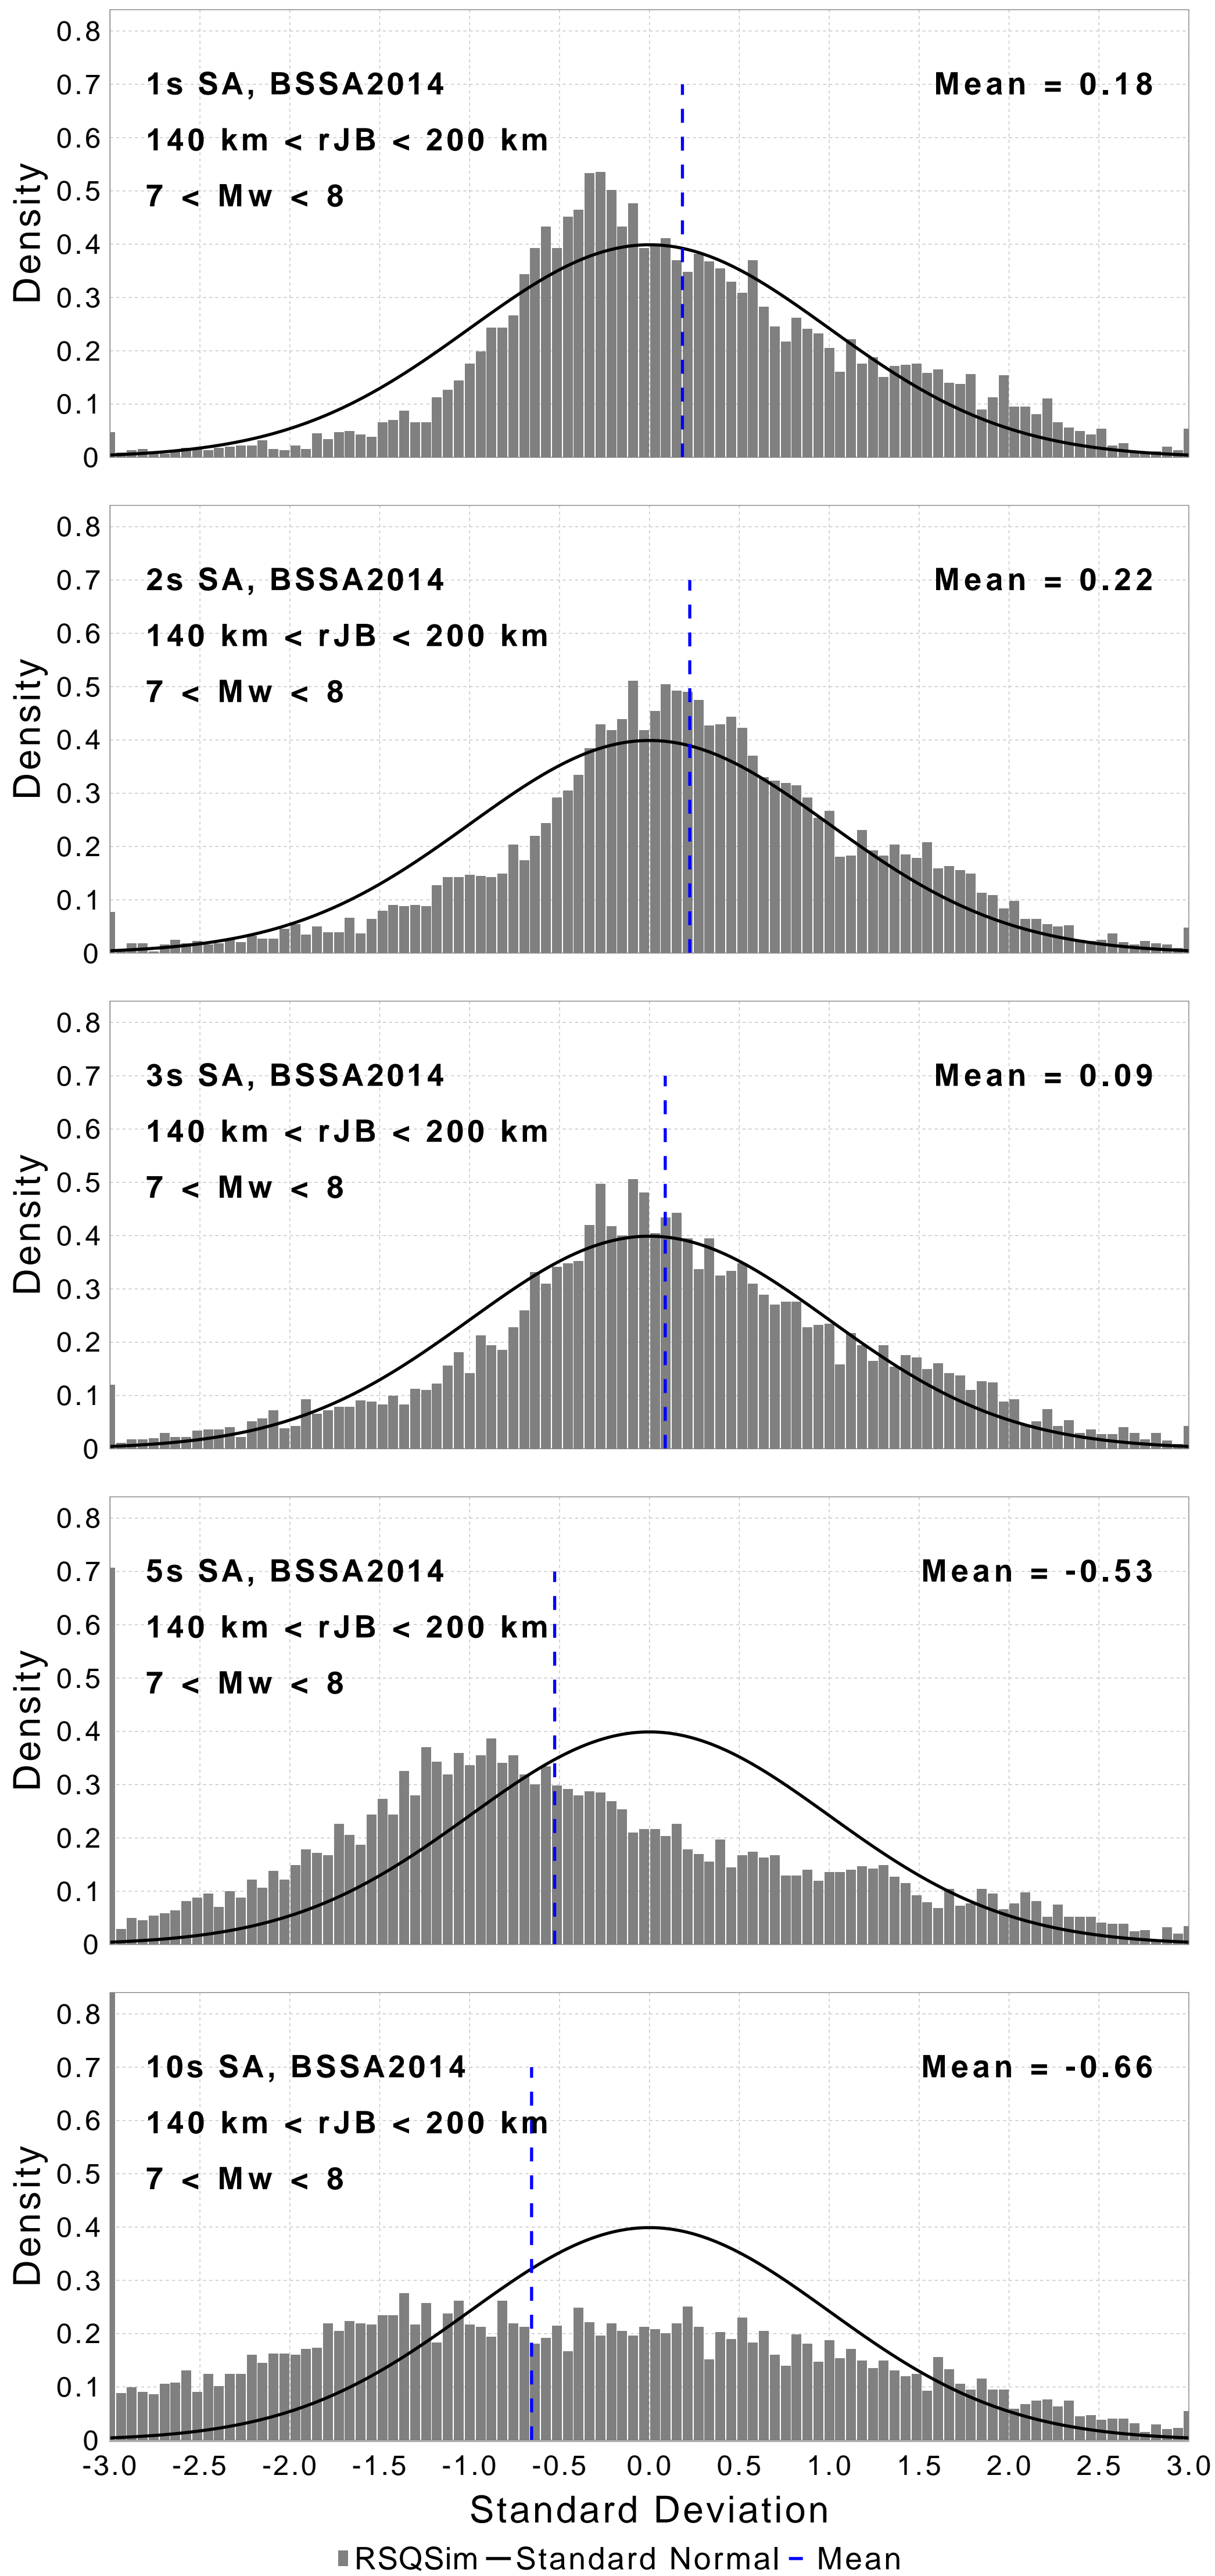 0.8
1s SA, BSSA2014 Mean = 0.18
0.7
140 km < rJB < 200 km
0.6
7 < Mw < 8
0.5
0.4
0.3
0.2
0.1
0
Density
0.8
2s SA, BSSA2014 Mean = 0.22
0.7
140 km < rJB < 200 km
0.6
7 < Mw < 8
0.5
0.4
0.3
0.2
0.1
0
Density
0.8
3s SA, BSSA2014 Mean = 0.09
0.7
140 km < rJB < 200 km
0.6
7 < Mw < 8
0.5
0.4
0.3
0.2
0.1
0
Density
0.8
5s SA, BSSA2014 Mean = -0.53
0.7
140 km < rJB < 200 km
0.6
7 < Mw < 8
0.5
0.4
0.3
0.2
0.1
0
Density
0.8
10s SA, BSSA2014 Mean = -0.66
0.7
140 km < rJB < 200 km
0.6
7 < Mw < 8
0.5
0.4
0.3
0.2
0.1
0
Density
-3.0 -2.5 -2.0 -1.5 -1.0 -0.5 0.0 0.5 1.0 1.5 2.0 2.5 3.0
Standard Deviation
RSQSim Standard Normal Mean